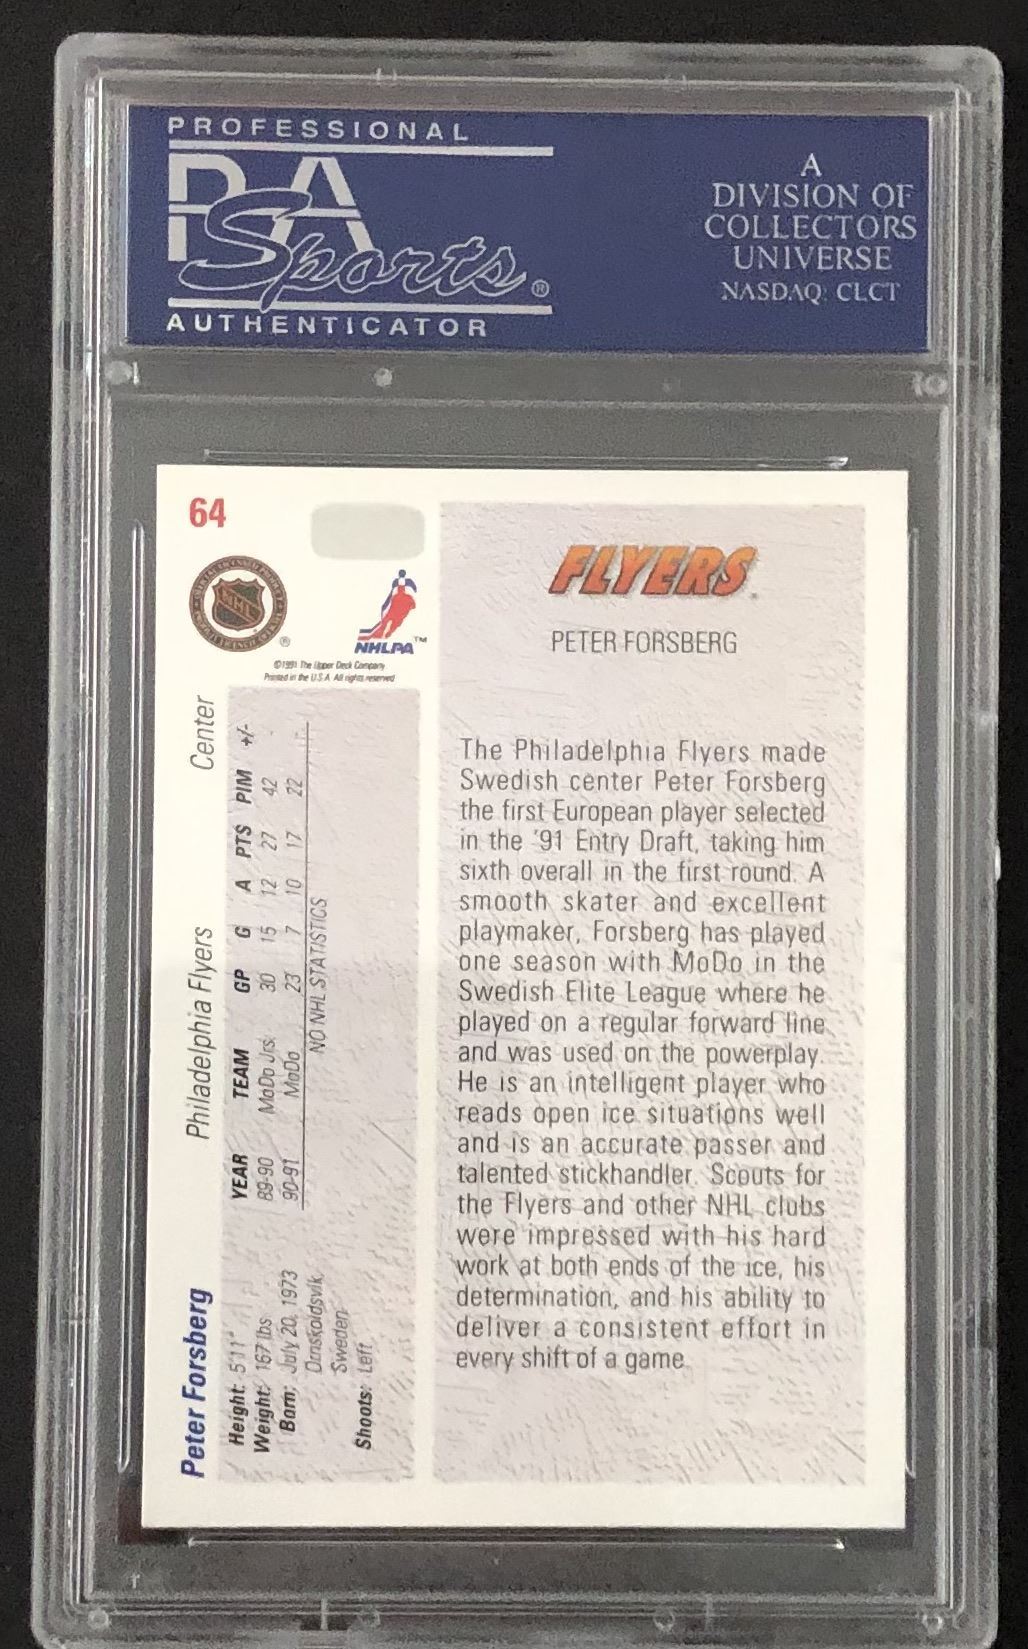 PROFESSIONAL
PSA
Sports®
AUTHENTICATOR
A
DIVISION OF
COLLECTORS
UNIVERSE
NASDAQ: CLCT
64
NHL
®
NHLPA™
©1991 The Upper Deck Company
Printed in the U.S.A. All rights reserved
Peter Forsberg Philadelphia Flyers Center
Height: 5'11"
Weight: 167 lbs
Born: July 20, 1973
Ornskoldsvik,
Sweden
Shoots: Left
YEAR TEAM GP G A PTS PIM +/-
89-90 MoDo Jrs. 30 15 12 27 42 -
90-91 MoDo 23 7 10 17 22 -
NO NHL STATISTICS
FLYERS
PETER FORSBERG
The Philadelphia Flyers made
Swedish center Peter Forsberg
the first European player selected
in the '91 Entry Draft, taking him
sixth overall in the first round. A
smooth skater and excellent
playmaker, Forsberg has played
one season with MoDo in the
Swedish Elite League where he
played on a regular forward line
and was used on the powerplay.
He is an intelligent player who
reads open ice situations well
and is an accurate passer and
talented stickhandler. Scouts for
the Flyers and other NHL clubs
were impressed with his hard
work at both ends of the ice, his
determination, and his ability to
deliver a consistent effort in
every shift of a game.